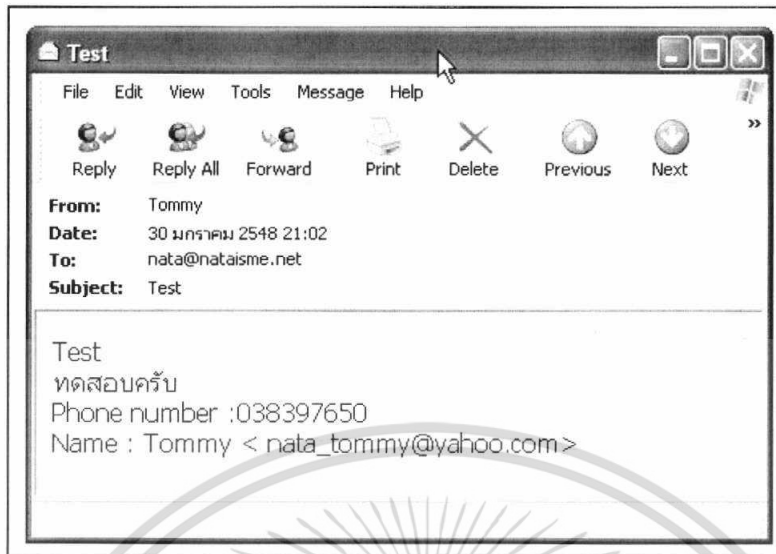 Test
File Edit View Tools Message Help
Reply Reply All Forward Print Delete Previous Next »
From: Tommy
Date: 30 มกราคม 2548 21:02
To: nata@nataisme.net
Subject: Test
Test
ทดสอบครับ
Phone number :038397650
Name : Tommy < nata_tommy@yahoo.com>